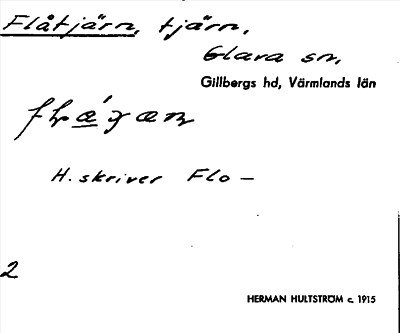 Flåtjärn, tjärn,
Glava sn,
Gillbergs hd, Värmlands län
H. skriver Flo –
2
HERMAN HULTSTRÖM c. 1915